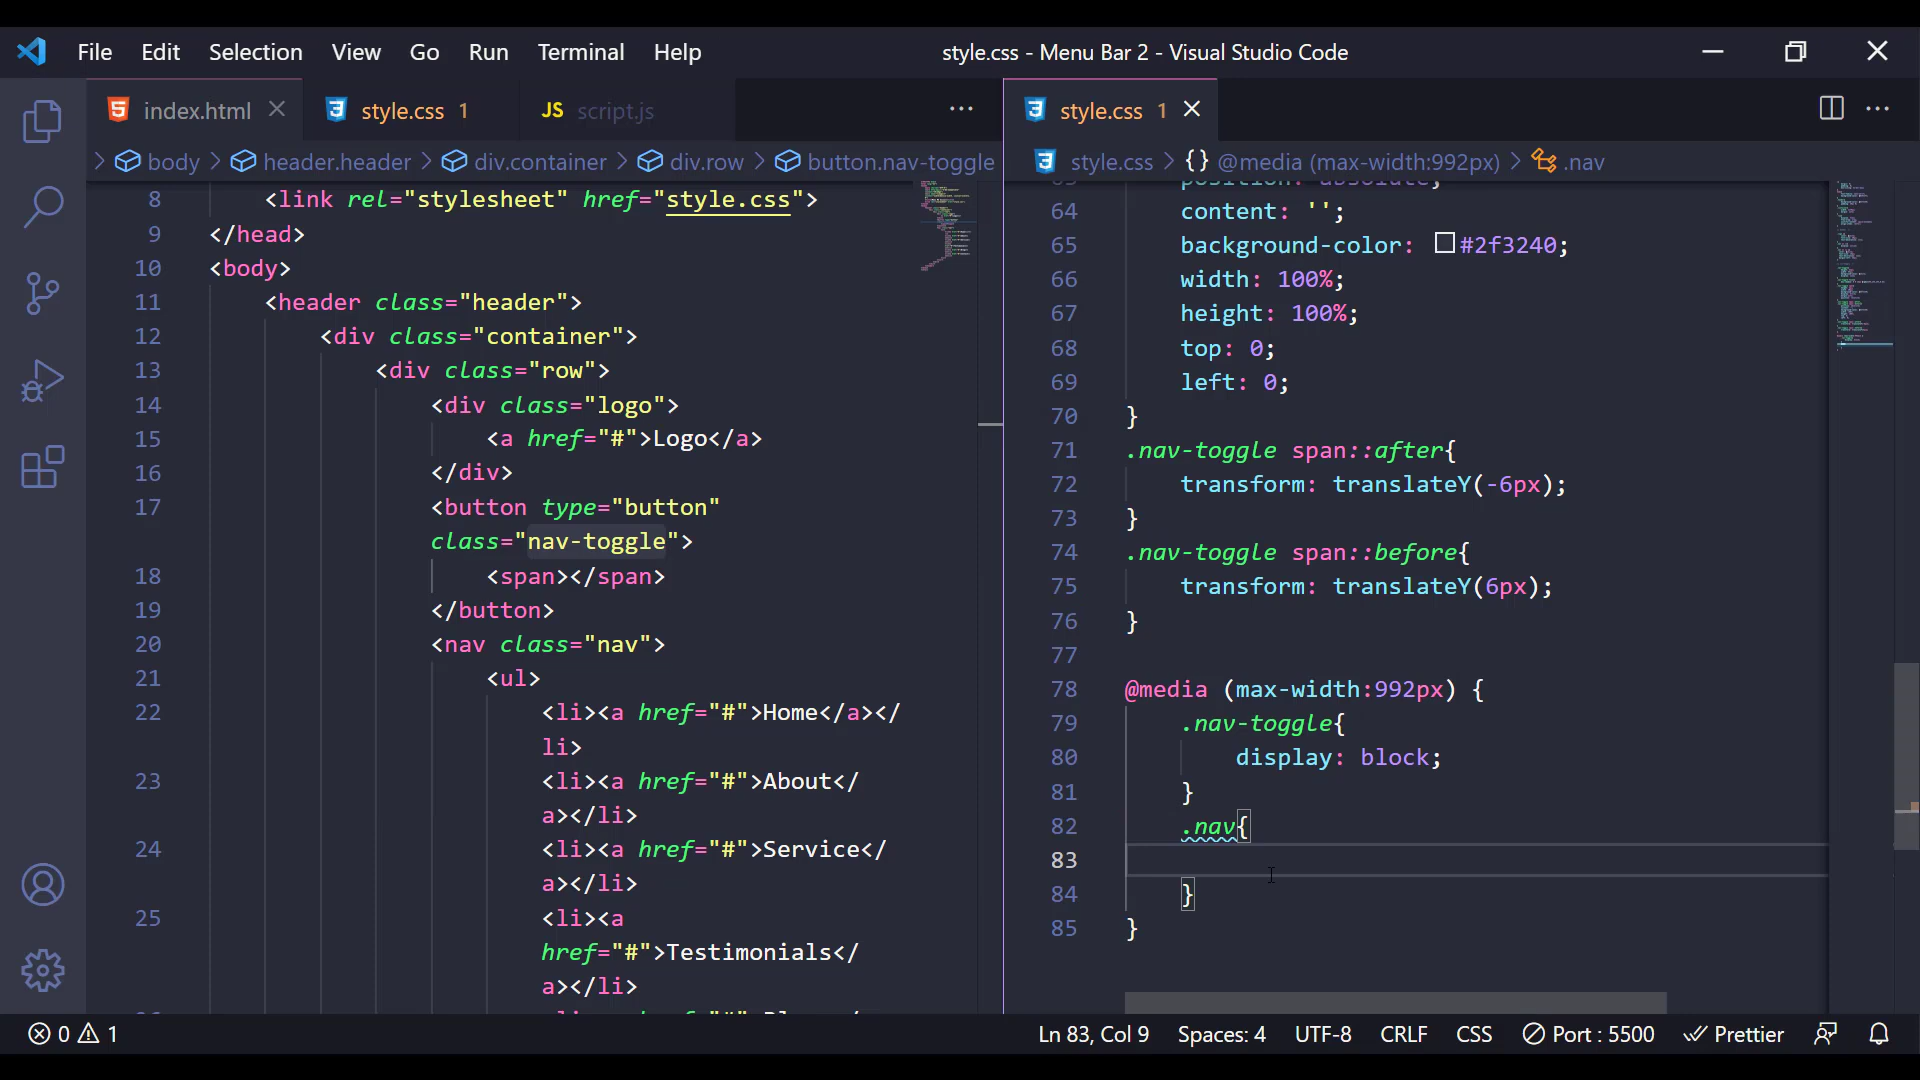 File Edit Selection View Go Run Terminal Help
style.css - Menu Bar 2 - Visual Studio Code
index.html
style.css 1
JS script.js
style.css 1
body > header.header > div.container > div.row > button.nav-toggle
style.css > {} @media (max-width:992px) > .nav
8 <link rel="stylesheet" href="style.css">
9 </head>
10 <body>
11 <header class="header">
12 <div class="container">
13 <div class="row">
14 <div class="logo">
15 <a href="#">Logo</a>
16 </div>
17 <button type="button"
class="nav-toggle">
18 <span></span>
19 </button>
20 <nav class="nav">
21 <ul>
22 <li><a href="#">Home</a></
li>
23 <li><a href="#">About</
a></li>
24 <li><a href="#">Service</
a></li>
25 <li><a
href="#">Testimonials</
a></li>
position: absolute;
64 content: '';
65 background-color: #2f3240;
66 width: 100%;
67 height: 100%;
68 top: 0;
69 left: 0;
70 }
71 .nav-toggle span::after{
72 transform: translateY(-6px);
73 }
74 .nav-toggle span::before{
75 transform: translateY(6px);
76 }
77
78 @media (max-width:992px) {
79 .nav-toggle{
80 display: block;
81 }
82 .nav{
83
84 }
85 }
0 1
Ln 83, Col 9 Spaces: 4 UTF-8 CRLF CSS Port : 5500 Prettier